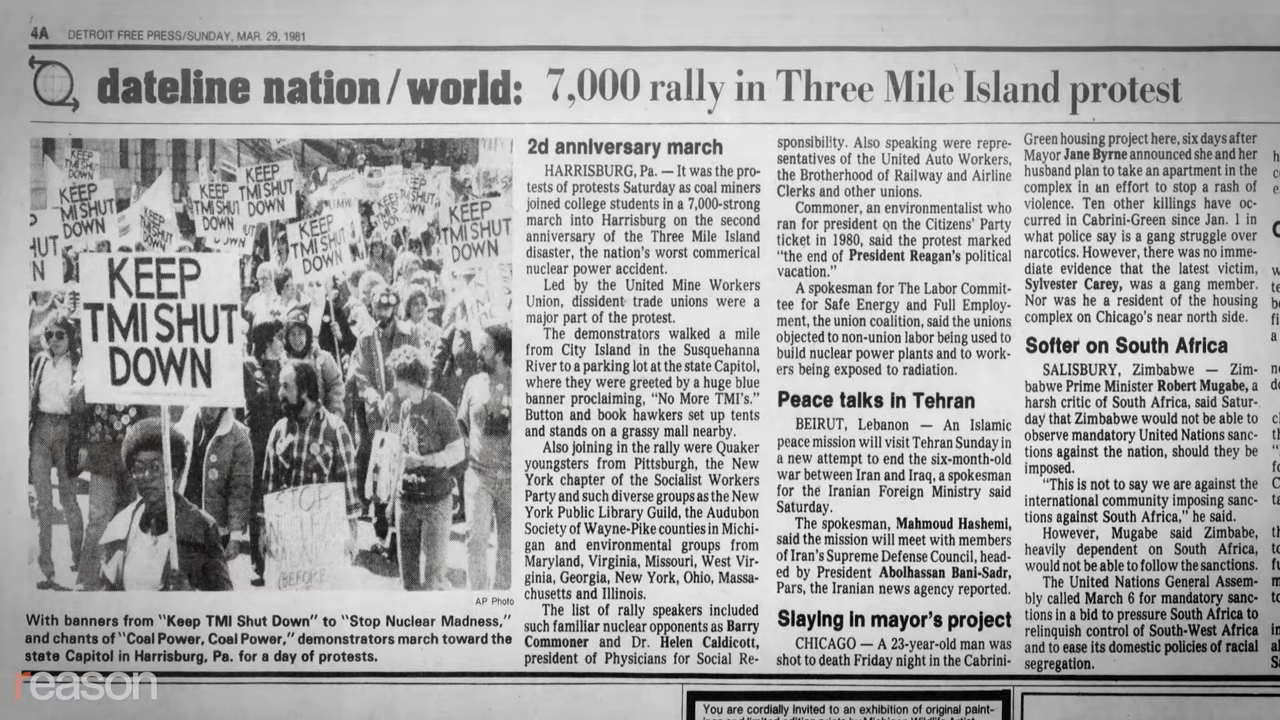 4A DETROIT FREE PRESS/SUNDAY, MAR. 29, 1981
dateline nation/world: 7,000 rally in Three Mile Island protest
KEEP
TMI SHUT
DOWN
KEEP
TMI SHUT
DOWN
KEEP
TMI SHUT
DOWN
KEEP
TMI SHUT
DOWN
KEEP
TMI SHUT
DOWN
KEEP
TMI SHUT
DOWN
STOP
BEFORE
AP Photo
With banners from "Keep TMI Shut Down" to "Stop Nuclear Madness,"
and chants of "Coal Power, Coal Power," demonstrators march toward the
state Capitol in Harrisburg, Pa. for a day of protests.
2d anniversary march
HARRISBURG, Pa. — It was the pro-
tests of protests Saturday as coal miners
joined college students in a 7,000-strong
march into Harrisburg on the second
anniversary of the Three Mile Island
disaster, the nation's worst commerical
nuclear power accident.
Led by the United Mine Workers
Union, dissident trade unions were a
major part of the protest.
The demonstrators walked a mile
from City Island in the Susquehanna
River to a parking lot at the state Capitol,
where they were greeted by a huge blue
banner proclaiming, "No More TMI's."
Button and book hawkers set up tents
and stands on a grassy mall nearby.
Also joining in the rally were Quaker
youngsters from Pittsburgh, the New
York chapter of the Socialist Workers
Party and such diverse groups as the New
York Public Library Guild, the Audubon
Society of Wayne-Pike counties in Michi-
gan and environmental groups from
Maryland, Virginia, Missouri, West Vir-
ginia, Georgia, New York, Ohio, Massa-
chusetts and Illinois.
The list of rally speakers included
such familiar nuclear opponents as Barry
Commoner and Dr. Helen Caldicott,
president of Physicians for Social Re-
sponsibility. Also speaking were repre-
sentatives of the United Auto Workers,
the Brotherhood of Railway and Airline
Clerks and other unions.
Commoner, an environmentalist who
ran for president on the Citizens' Party
ticket in 1980, said the protest marked
"the end of President Reagan's political
vacation."
A spokesman for The Labor Commit-
tee for Safe Energy and Full Employ-
ment, the union coalition, said the unions
objected to non-union labor being used to
build nuclear power plants and to work-
ers being exposed to radiation.
Peace talks in Tehran
BEIRUT, Lebanon — An Islamic
peace mission will visit Tehran Sunday in
a new attempt to end the six-month-old
war between Iran and Iraq, a spokesman
for the Iranian Foreign Ministry said
Saturday.
The spokesman, Mahmoud Hashemi,
said the mission will meet with members
of Iran's Supreme Defense Council, head-
ed by President Abolhassan Bani-Sadr,
Pars, the Iranian news agency reported.
Slaying in mayor's project
CHICAGO — A 23-year-old man was
shot to death Friday night in the Cabrini-
Green housing project here, six days after
Mayor Jane Byrne announced she and her
husband plan to take an apartment in the
complex in an effort to stop a rash of
violence. Ten other killings have oc-
curred in Cabrini-Green since Jan. 1 in
what police say is a gang struggle over
narcotics. However, there was no imme-
diate evidence that the latest victim,
Sylvester Carey, was a gang member.
Nor was he a resident of the housing
complex on Chicago's near north side.
Softer on South Africa
SALISBURY, Zimbabwe — Zim-
babwe Prime Minister Robert Mugabe, a
harsh critic of South Africa, said Satur-
day that Zimbabwe would not be able to
observe mandatory United Nations sanc-
tions against the nation, should they be
imposed.
"This is not to say we are against the
international community imposing sanc-
tions against South Africa," he said.
However, Mugabe said Zimbabe,
heavily dependent on South Africa,
would not be able to follow the sanctions.
The United Nations General Assem-
bly called March 6 for mandatory sanc-
tions in a bid to pressure South Africa to
relinquish control of South-West Africa
and to ease its domestic policies of racial
segregation.
reason
You are cordially invited to an exhibition of original paint-